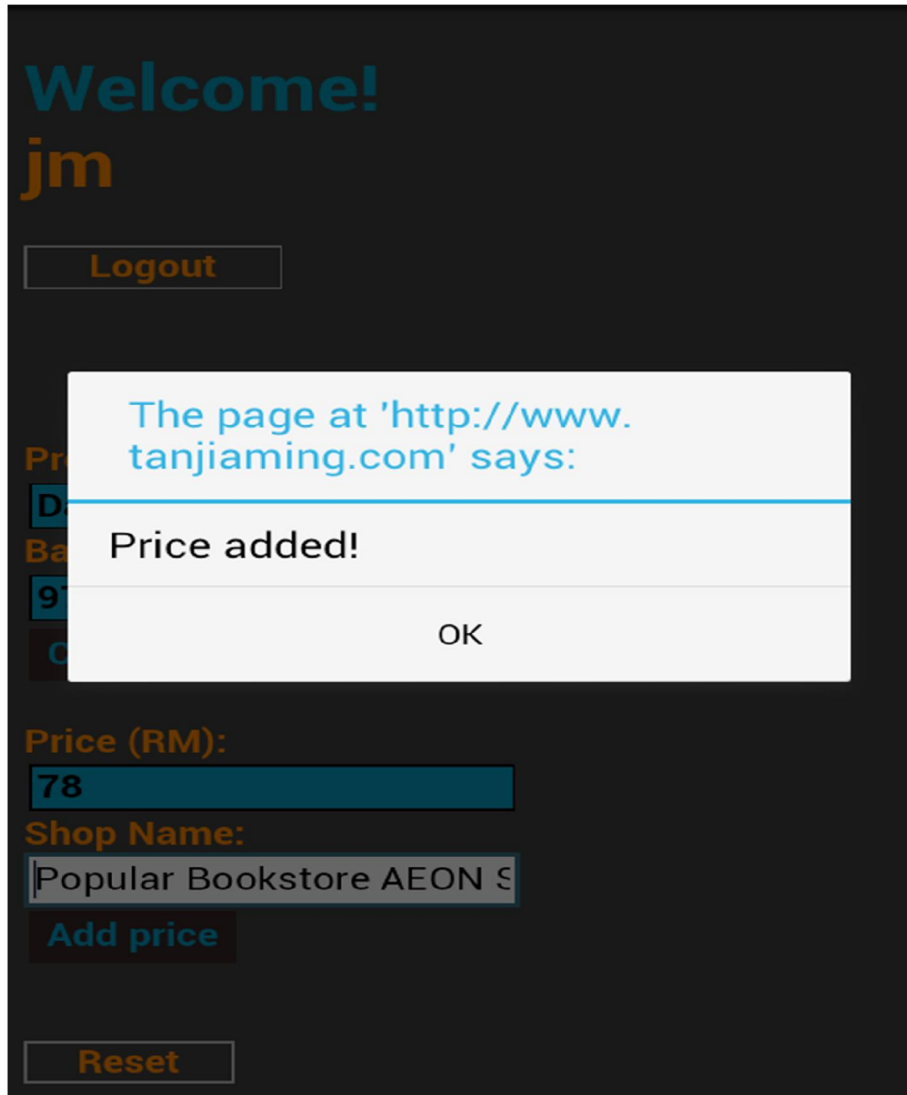 Welcome!
jm
Logout
The page at 'http://www.
tanjiaming.com' says:
Price added!
OK
Price (RM):
78
Shop Name:
Popular Bookstore AEON S
Add price
Reset